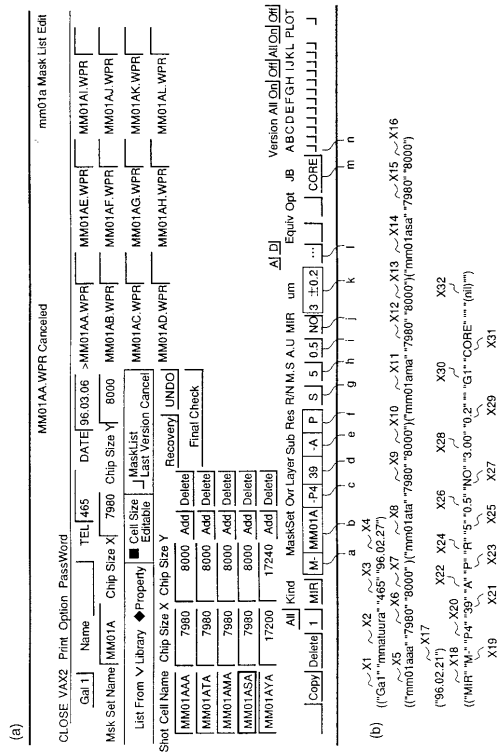 (a)
MM01AA.WPR Canceled mm01a Mask List Edit
CLOSE VAX2 Print Option PassWord
Gal 1 Name TEL 465 DATE 96.03.06 >MM01AA.WPR MM01AE.WPR MM01AI.WPR
Msk Set Name MM01A Chip Size X 7980 Chip Size Y 8000 MM01AB.WPR MM01AF.WPR MM01AJ.WPR
List From ∨ Library ◆Property ■ Cell Size Editable MaskList Last Version Cancel MM01AC.WPR MM01AG.WPR MM01AK.WPR
Recovery UNDO MM01AD.WPR MM01AH.WPR MM01AL.WPR
Shot Cell Name Chip Size X Chip Size Y Final Check
MM01AAA 7980 8000 Add Delete
MM01ATA 7980 8000 Add Delete
MM01AMA 7980 8000 Add Delete
MM01ASA 7980 8000 Add Delete
MM01AYA 17200 17240 Add Delete
A D Version All On Off All On Off
All Kind MaskSet Ovr Layer Sub Res R/N M.S A.U MIR um Equiv Opt JB ABCDEFGH IJKL PLOT
Copy Delete 1 MIR M- MM01A -P4 39 -A P S 5 0.5 NO 3 ±0.2 ... CORE
a b c d e f g h i j k l m n
(b)
X1 X2 X3 X4
(("Ga1" "mmatuura" "465" "96.02.27")
X5 X6 X7 X8 X9 X10 X11 X12 X13 X14 X15 X16
(("mm01aaa" "7980" "8000" )("mm01ata" "7980" "8000")("mm01ama" "7980" "8000")("mm01asa" "7980" "8000")
X17
("96.02.21")
X18 X20 X22 X24 X26 X28 X30 X32
(("MIR" "M-" "P4" "39" "A" "P" "R" "5" "0.5" "NO" "3.00" "0.2" "" "G1" "CORE" "" "(nil)"")
X19 X21 X23 X25 X27 X29 X31